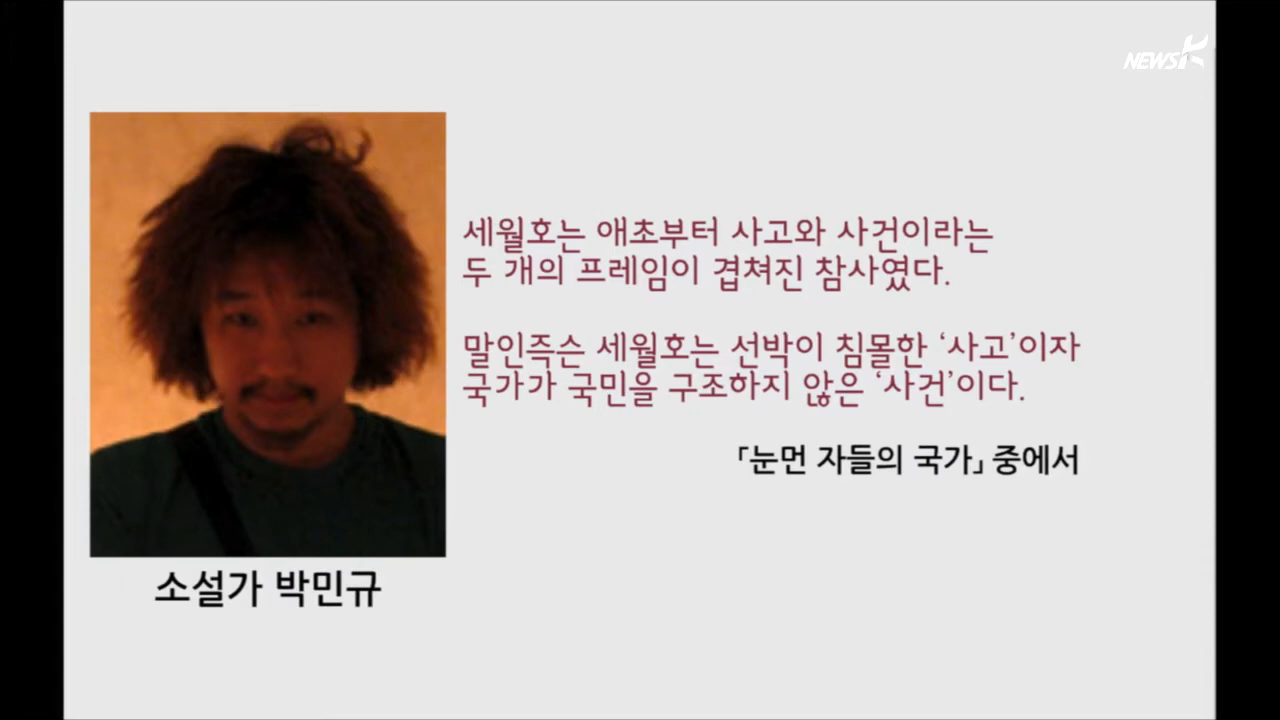 NEWSK
세월호는 애초부터 사고와 사건이라는
두 개의 프레임이 겹쳐진 참사였다.
말인즉슨 세월호는 선박이 침몰한 ‘사고’이자
국가가 국민을 구조하지 않은 ‘사건’이다.
「눈먼 자들의 국가」 중에서
소설가 박민규